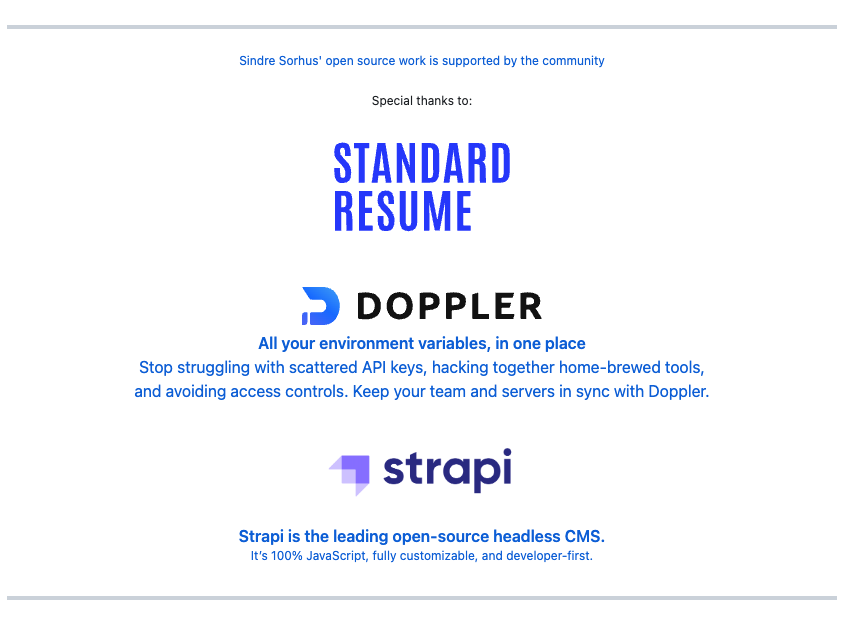 Sindre Sorhus' open source work is supported by the community
Special thanks to:
STANDARD
RESUME
DOPPLER
All your environment variables, in one place
Stop struggling with scattered API keys, hacking together home-brewed tools,
and avoiding access controls. Keep your team and servers in sync with Doppler.
strapi
Strapi is the leading open-source headless CMS.
It’s 100% JavaScript, fully customizable, and developer-first.